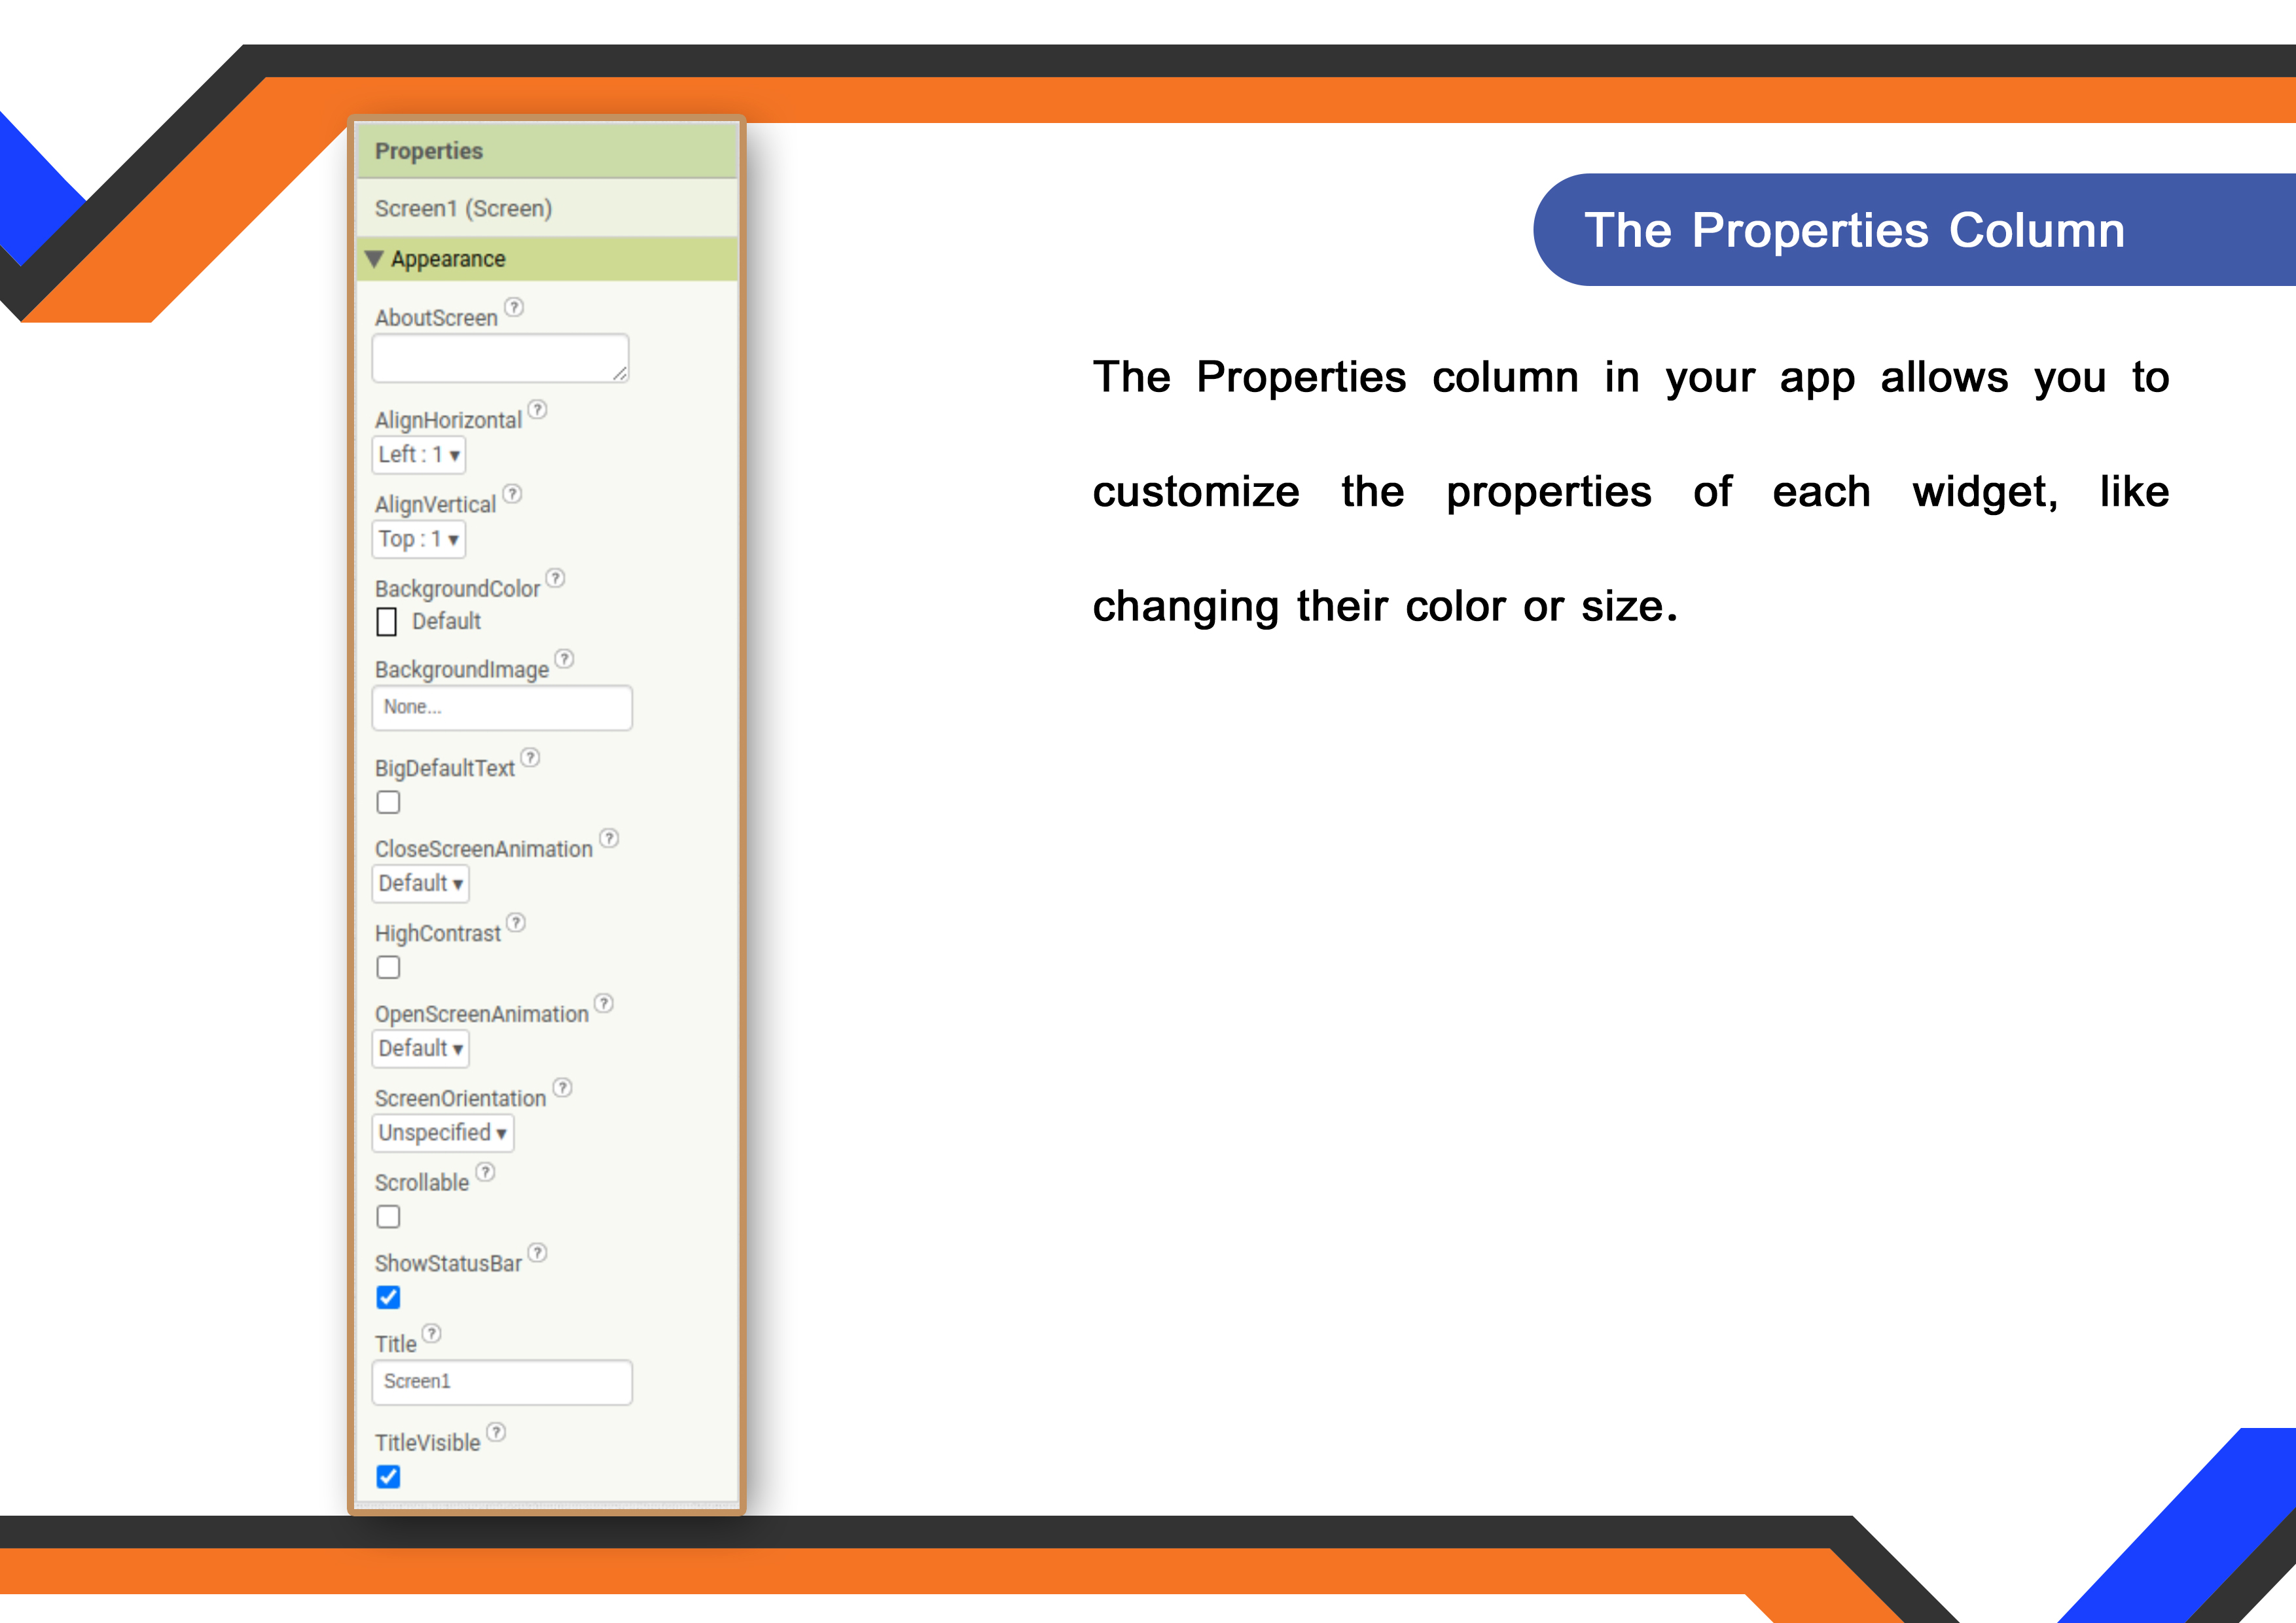 Properties
Screen1 (Screen)
▼ Appearance
AboutScreen ?
AlignHorizontal ?
Left : 1 ▾
AlignVertical ?
Top : 1 ▾
BackgroundColor ?
Default
BackgroundImage ?
None...
BigDefaultText ?
CloseScreenAnimation ?
Default ▾
HighContrast ?
OpenScreenAnimation ?
Default ▾
ScreenOrientation ?
Unspecified ▾
Scrollable ?
ShowStatusBar ?
Title ?
Screen1
TitleVisible ?
The Properties Column
The Properties column in your app allows you to
customize the properties of each widget, like
changing their color or size.